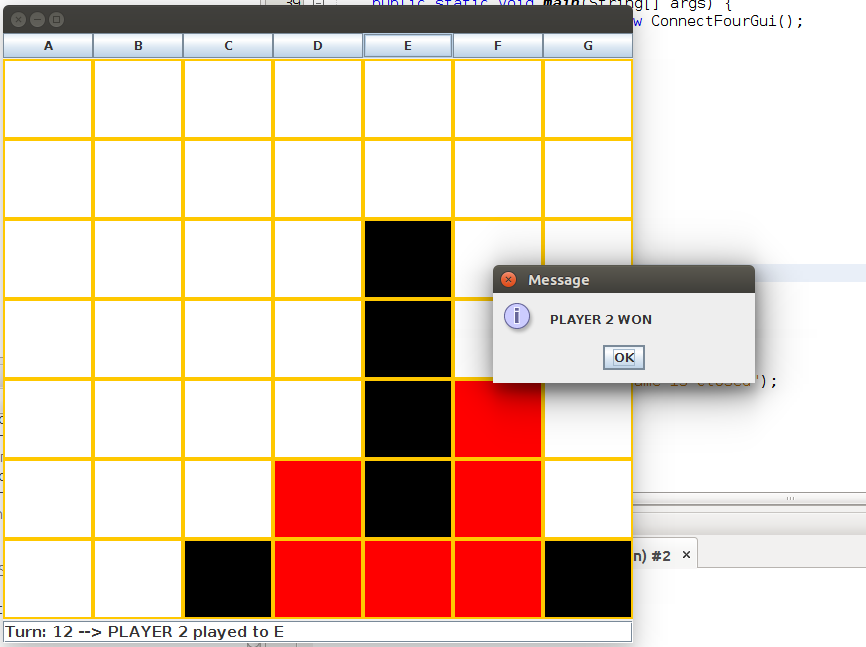 39 public static void main(String[] args) {
w ConnectFourGui();
A B C D E F G
Message
PLAYER 2 WON
OK
ame is closed");
n) #2
Turn: 12 --> PLAYER 2 played to E